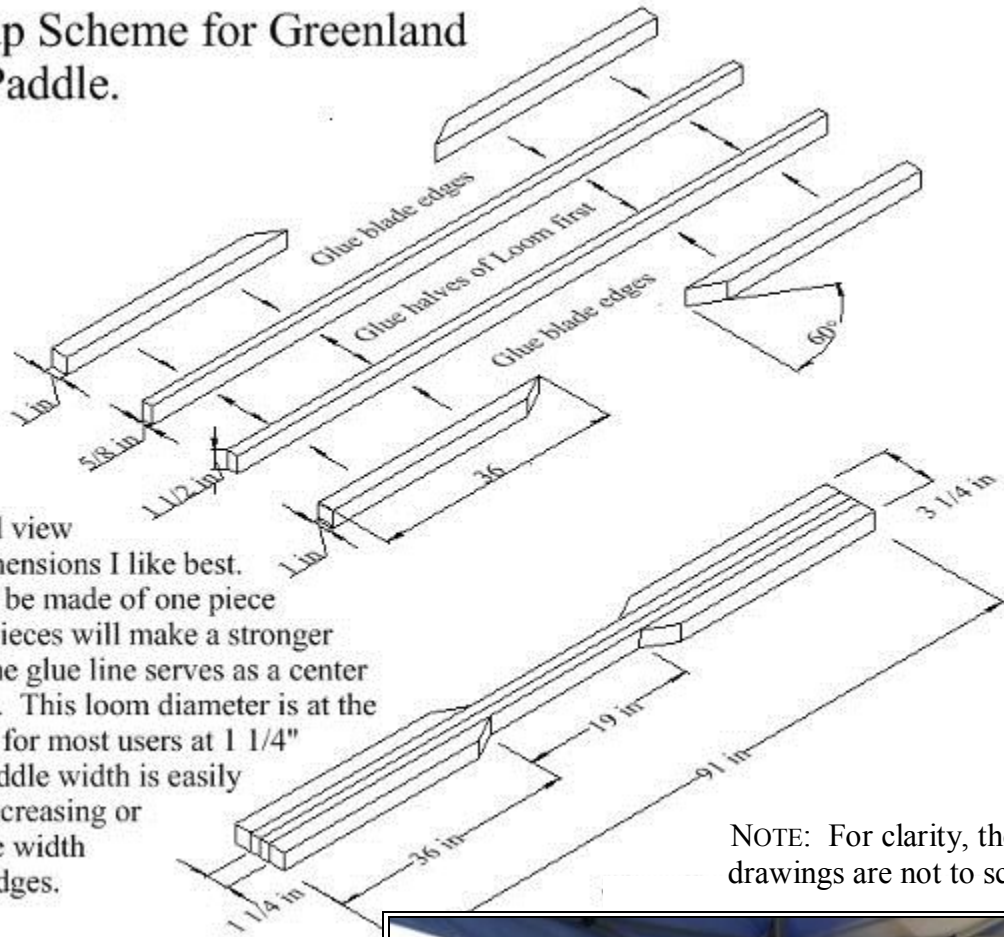 Scheme for Greenland
Paddle.
Glue blade edges
Glue halves of Loom first
Glue blade edges
60°
1 in
5/8 in
1 1/2 in
36
1 in
3 1/4 in
view
mensions I like best.
be made of one piece
pieces will make a stronger
he glue line serves as a center
. This loom diameter is at the
for most users at 1 1/4"
addle width is easily
creasing or
e width
dges.
19 in
91 in
36 in
1 1/4 in
NOTE: For clarity, the
drawings are not to sc